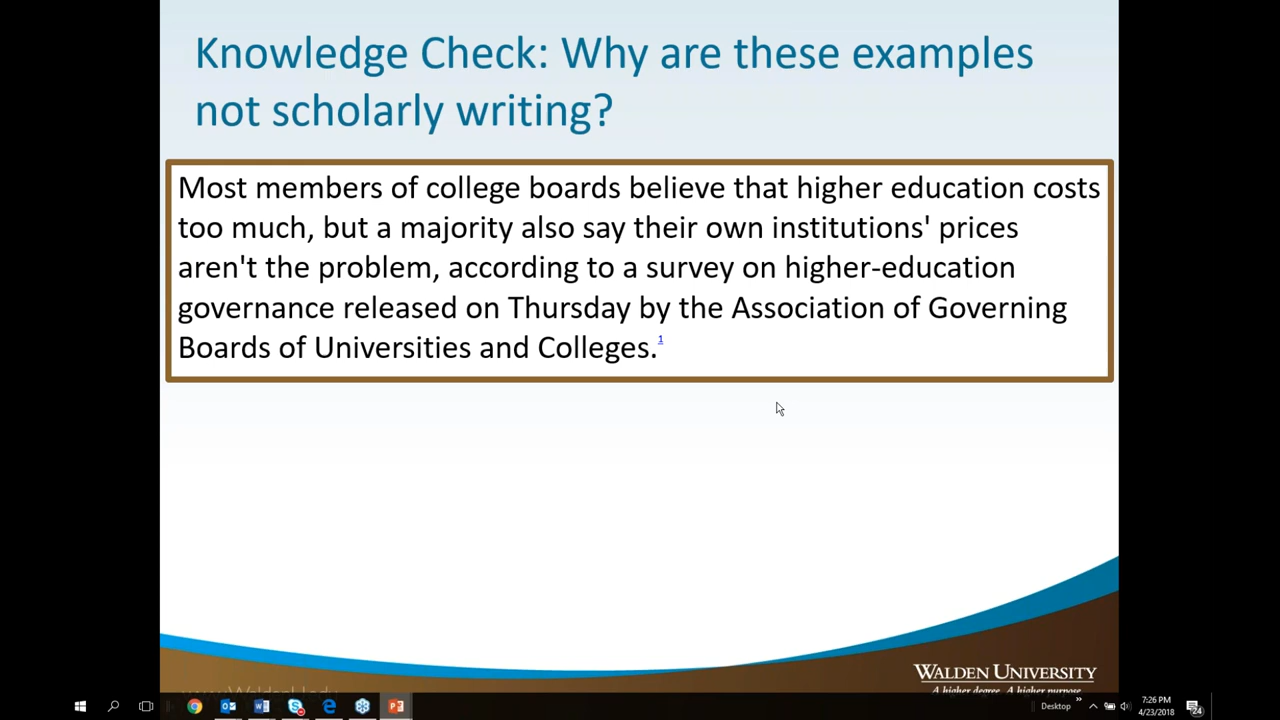 Knowledge Check: Why are these examples
not scholarly writing?
Most members of college boards believe that higher education costs
too much, but a majority also say their own institutions' prices
aren't the problem, according to a survey on higher-education
governance released on Thursday by the Association of Governing
Boards of Universities and Colleges.1
WALDEN UNIVERSITY
A higher degree. A higher purpose.
Desktop
7:26 PM
4/23/2018
24